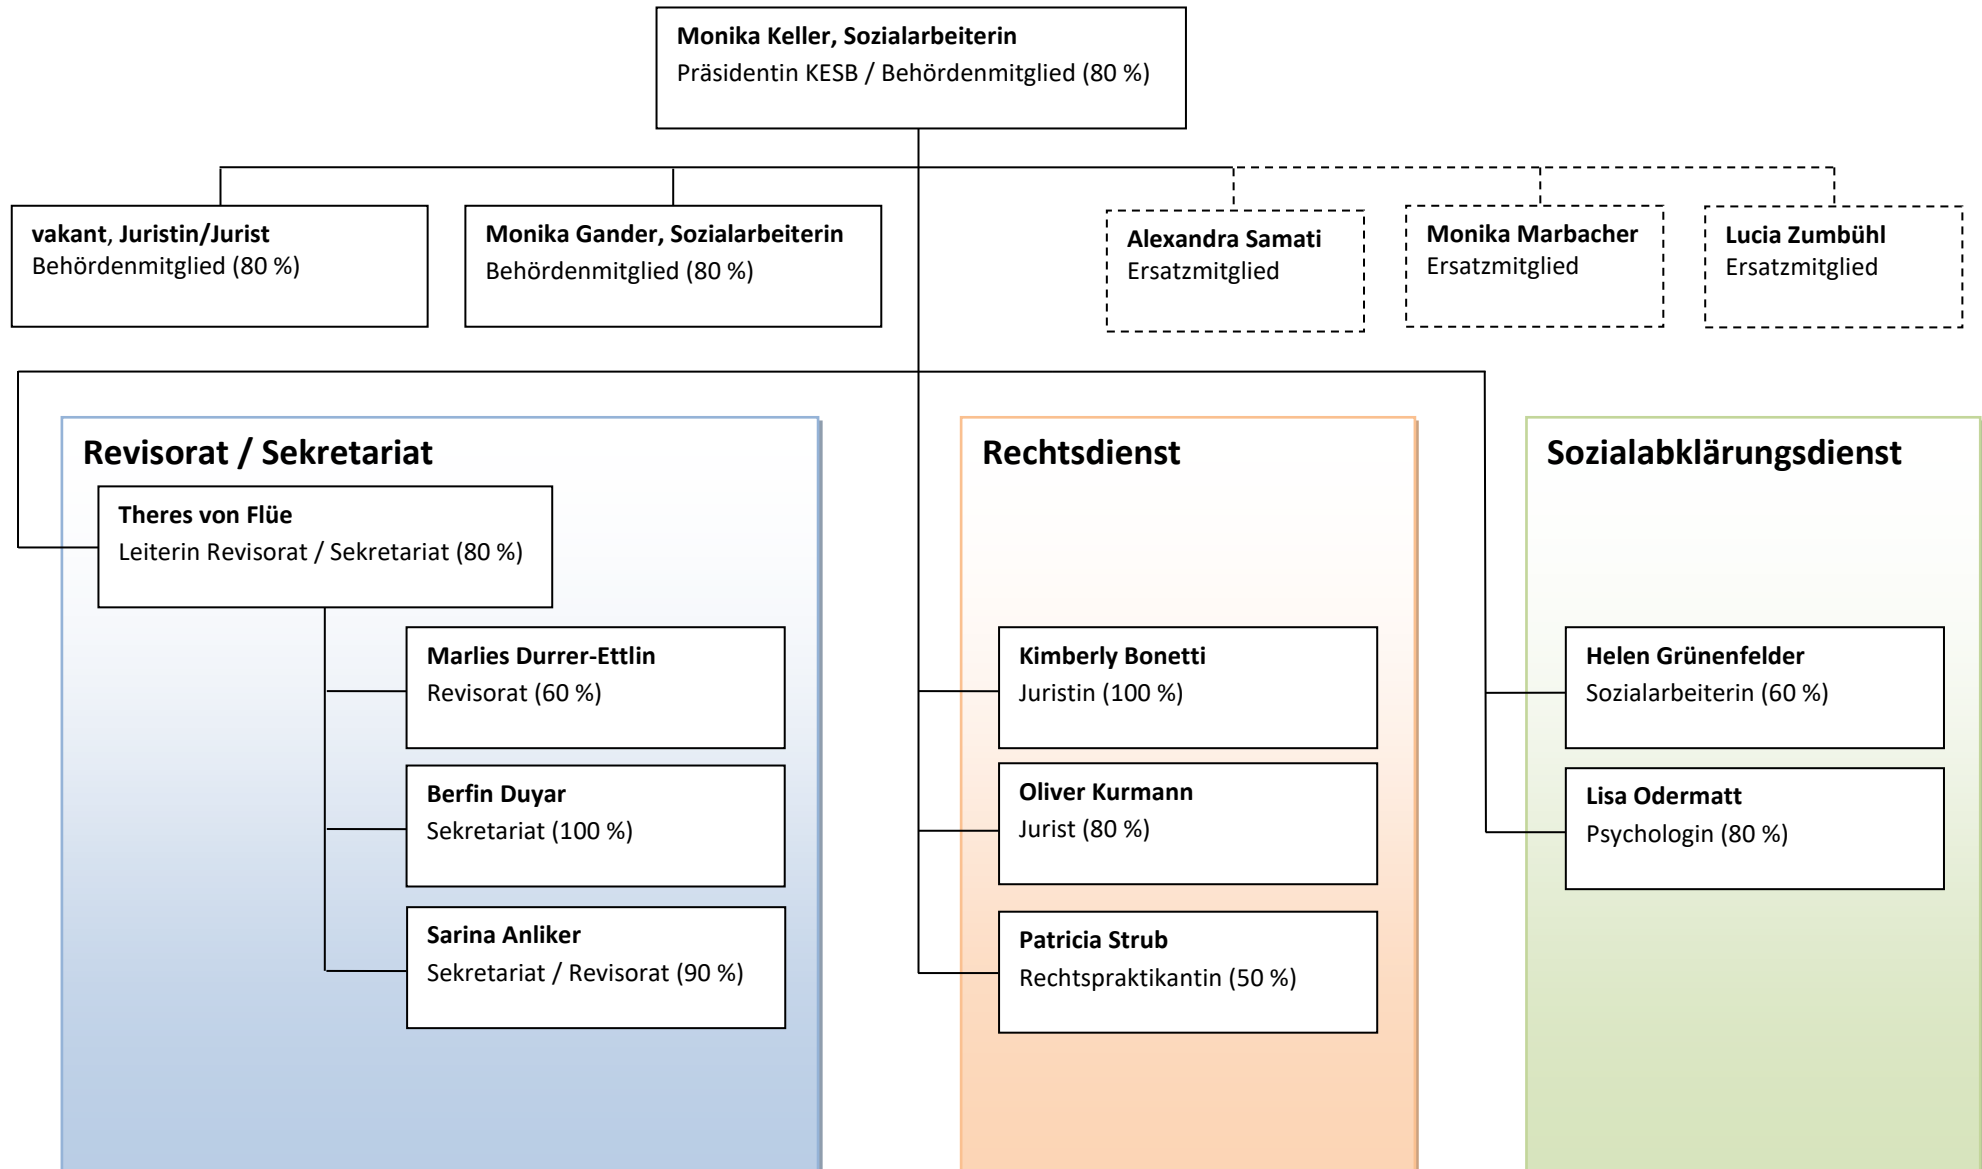 Monika Keller, Sozialarbeiterin
Präsidentin KESB / Behördenmitglied (80 %)
vakant, Juristin/Jurist
Behördenmitglied (80 %)
Monika Gander, Sozialarbeiterin
Behördenmitglied (80 %)
Alexandra Samati
Ersatzmitglied
Monika Marbacher
Ersatzmitglied
Lucia Zumbühl
Ersatzmitglied
Revisorat / Sekretariat
Theres von Flüe
Leiterin Revisorat / Sekretariat (80 %)
Marlies Durrer-Ettlin
Revisorat (60 %)
Berfin Duyar
Sekretariat (100 %)
Sarina Anliker
Sekretariat / Revisorat (90 %)
Rechtsdienst
Kimberly Bonetti
Juristin (100 %)
Oliver Kurmann
Jurist (80 %)
Patricia Strub
Rechtspraktikantin (50 %)
Sozialabklärungsdienst
Helen Grünenfelder
Sozialarbeiterin (60 %)
Lisa Odermatt
Psychologin (80 %)